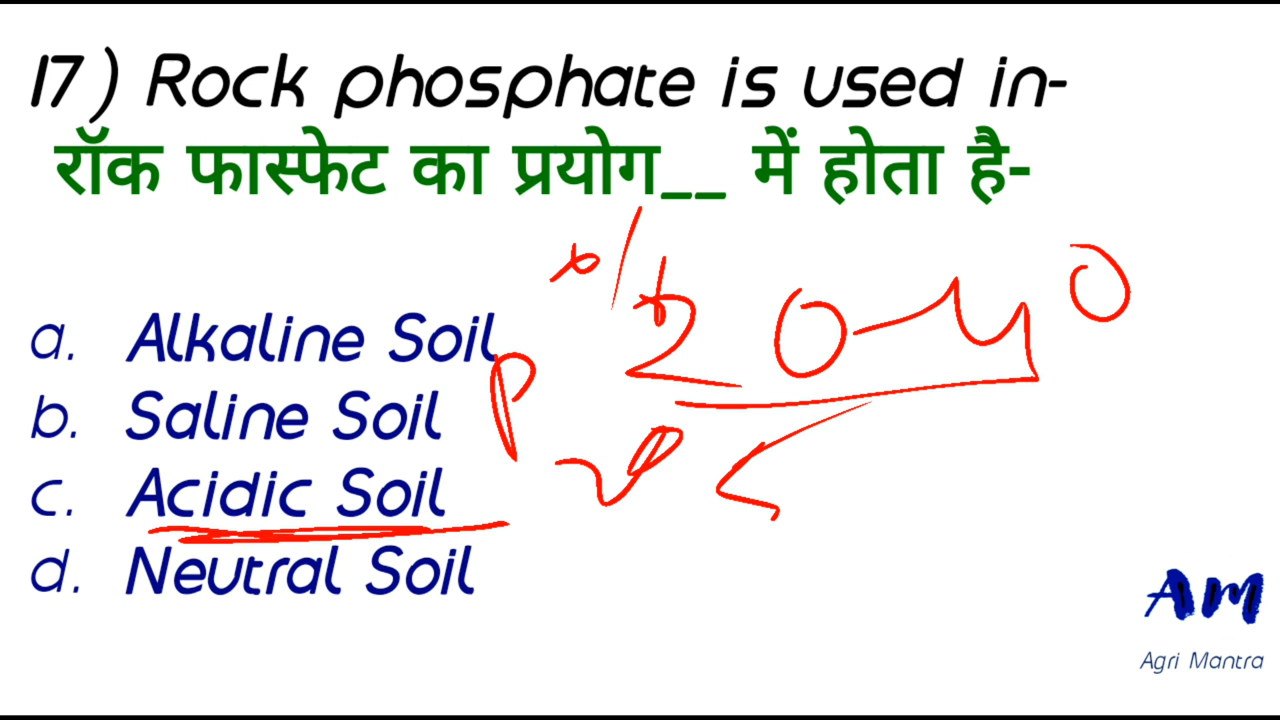 17) Rock phosphate is used in-
रॉक फास्फेट का प्रयोग__ में होता है-
a. Alkaline Soil
b. Saline Soil
c. Acidic Soil
d. Neutral Soil
AM
Agri Mantra